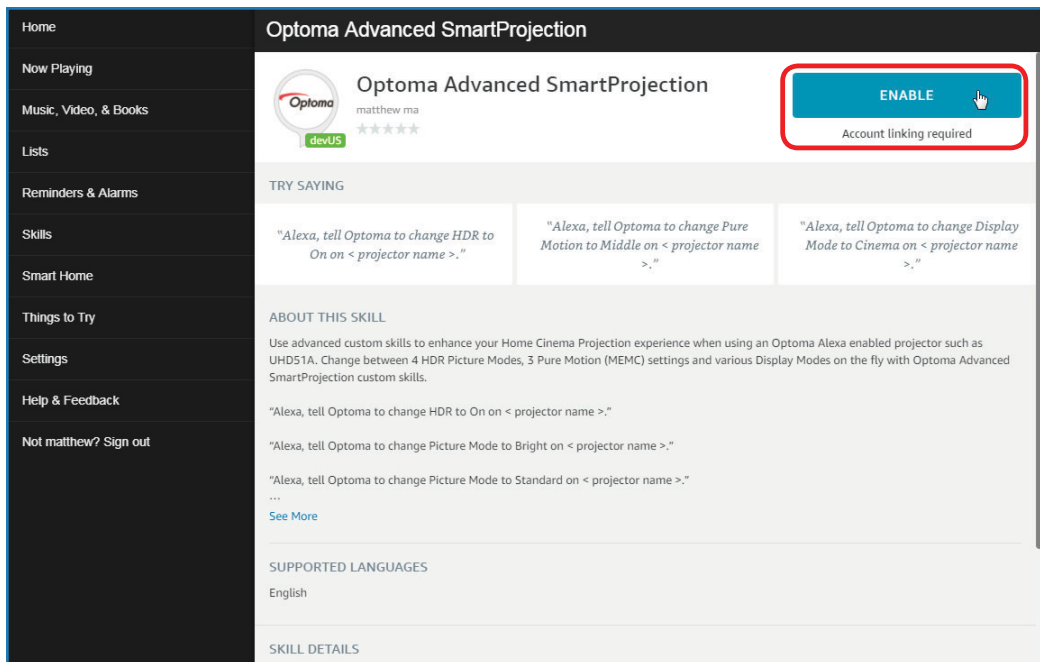 Home
Now Playing
Music, Video, & Books
Lists
Reminders & Alarms
Skills
Smart Home
Things to Try
Settings
Help & Feedback
Not matthew? Sign out
Optoma Advanced SmartProjection
Optoma
devUS
Optoma Advanced SmartProjection
matthew ma
ENABLE
Account linking required
TRY SAYING
"Alexa, tell Optoma to change HDR to
On on < projector name >."
"Alexa, tell Optoma to change Pure
Motion to Middle on < projector name
>."
"Alexa, tell Optoma to change Display
Mode to Cinema on < projector name
>."
ABOUT THIS SKILL
Use advanced custom skills to enhance your Home Cinema Projection experience when using an Optoma Alexa enabled projector such as
UHD51A. Change between 4 HDR Picture Modes, 3 Pure Motion (MEMC) settings and various Display Modes on the fly with Optoma Advanced
SmartProjection custom skills.
“Alexa, tell Optoma to change HDR to On on < projector name >.”
“Alexa, tell Optoma to change Picture Mode to Bright on < projector name >.”
“Alexa, tell Optoma to change Picture Mode to Standard on < projector name >.”
...
See More
SUPPORTED LANGUAGES
English
SKILL DETAILS